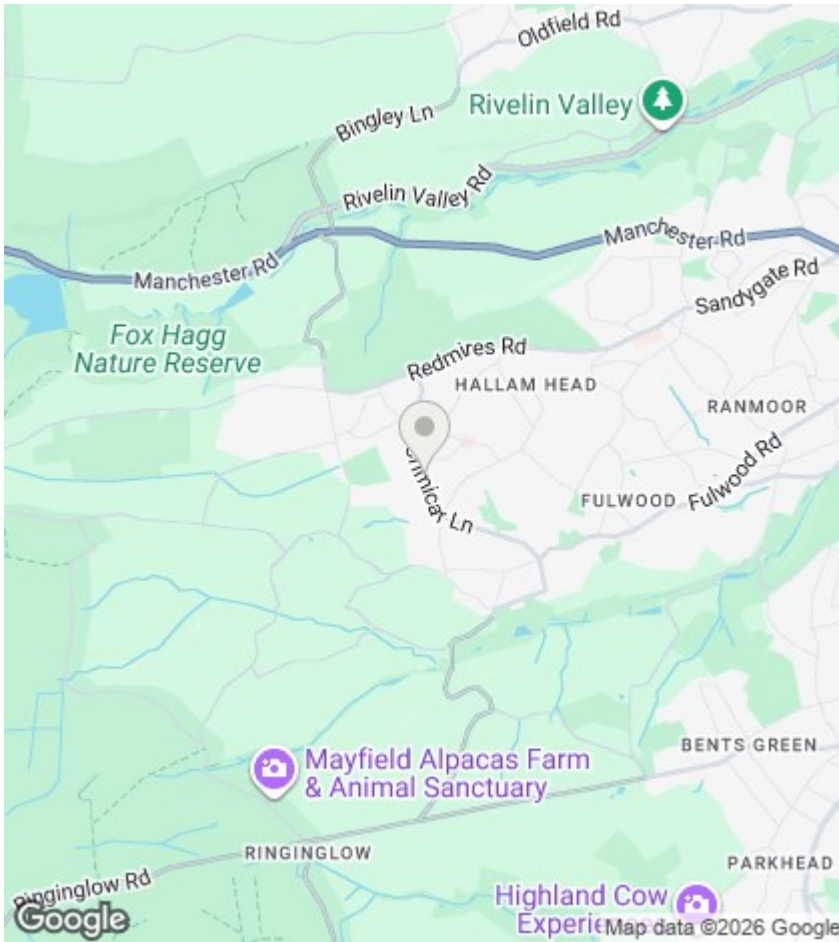 Oldfield Rd
Rivelin Valley
Bingley Ln
Rivelin Valley Rd
Manchester Rd
Manchester Rd
Sandygate Rd
Fox Hagg
Nature Reserve
Redmires Rd
HALLAM HEAD
RANMOOR
Fulwood Rd
FULWOOD
Ln
BENTS GREEN
Mayfield Alpacas Farm
& Animal Sanctuary
RINGINGLOW
PARKHEAD
Ringinglow Rd
Highland Cow
Google
Map data ©2026 Google